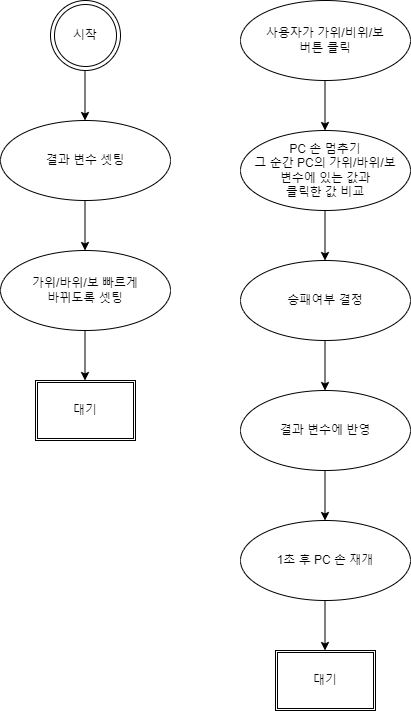 시작
결과 변수 셋팅
가위/바위/보 빠르게
바뀌도록 셋팅
대기
사용자가 가위/비위/보
버튼 클릭
PC 손 멈추기
그 순간 PC의 가위/바위/보
변수에 있는 값과
클릭한 값 비교
승패여부 결정
결과 변수에 반영
1초 후 PC 손 재개
대기